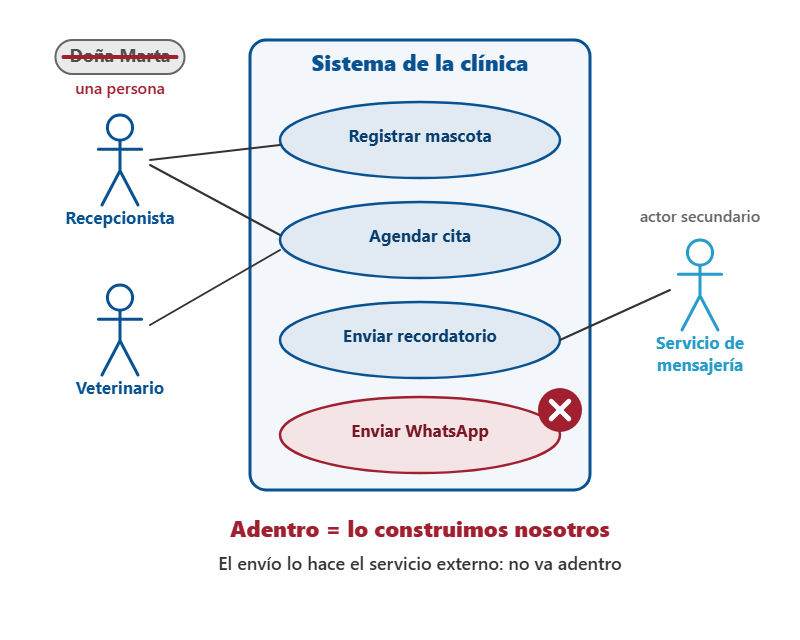 Doña Marta
una persona
Recepcionista
Veterinario
Sistema de la clínica
Registrar mascota
Agendar cita
Enviar recordatorio
Enviar WhatsApp
actor secundario
Servicio de
mensajería
Adentro = lo construimos nosotros
El envío lo hace el servicio externo: no va adentro